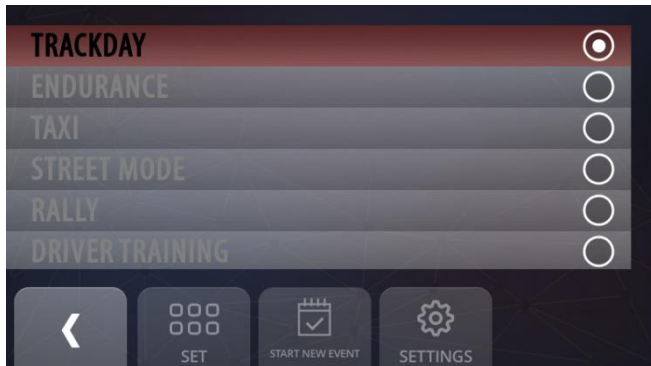 TRACKDAY
ENDURANCE
TAXI
STREET MODE
RALLY
DRIVER TRAINING
SET
START NEW EVENT
SETTINGS